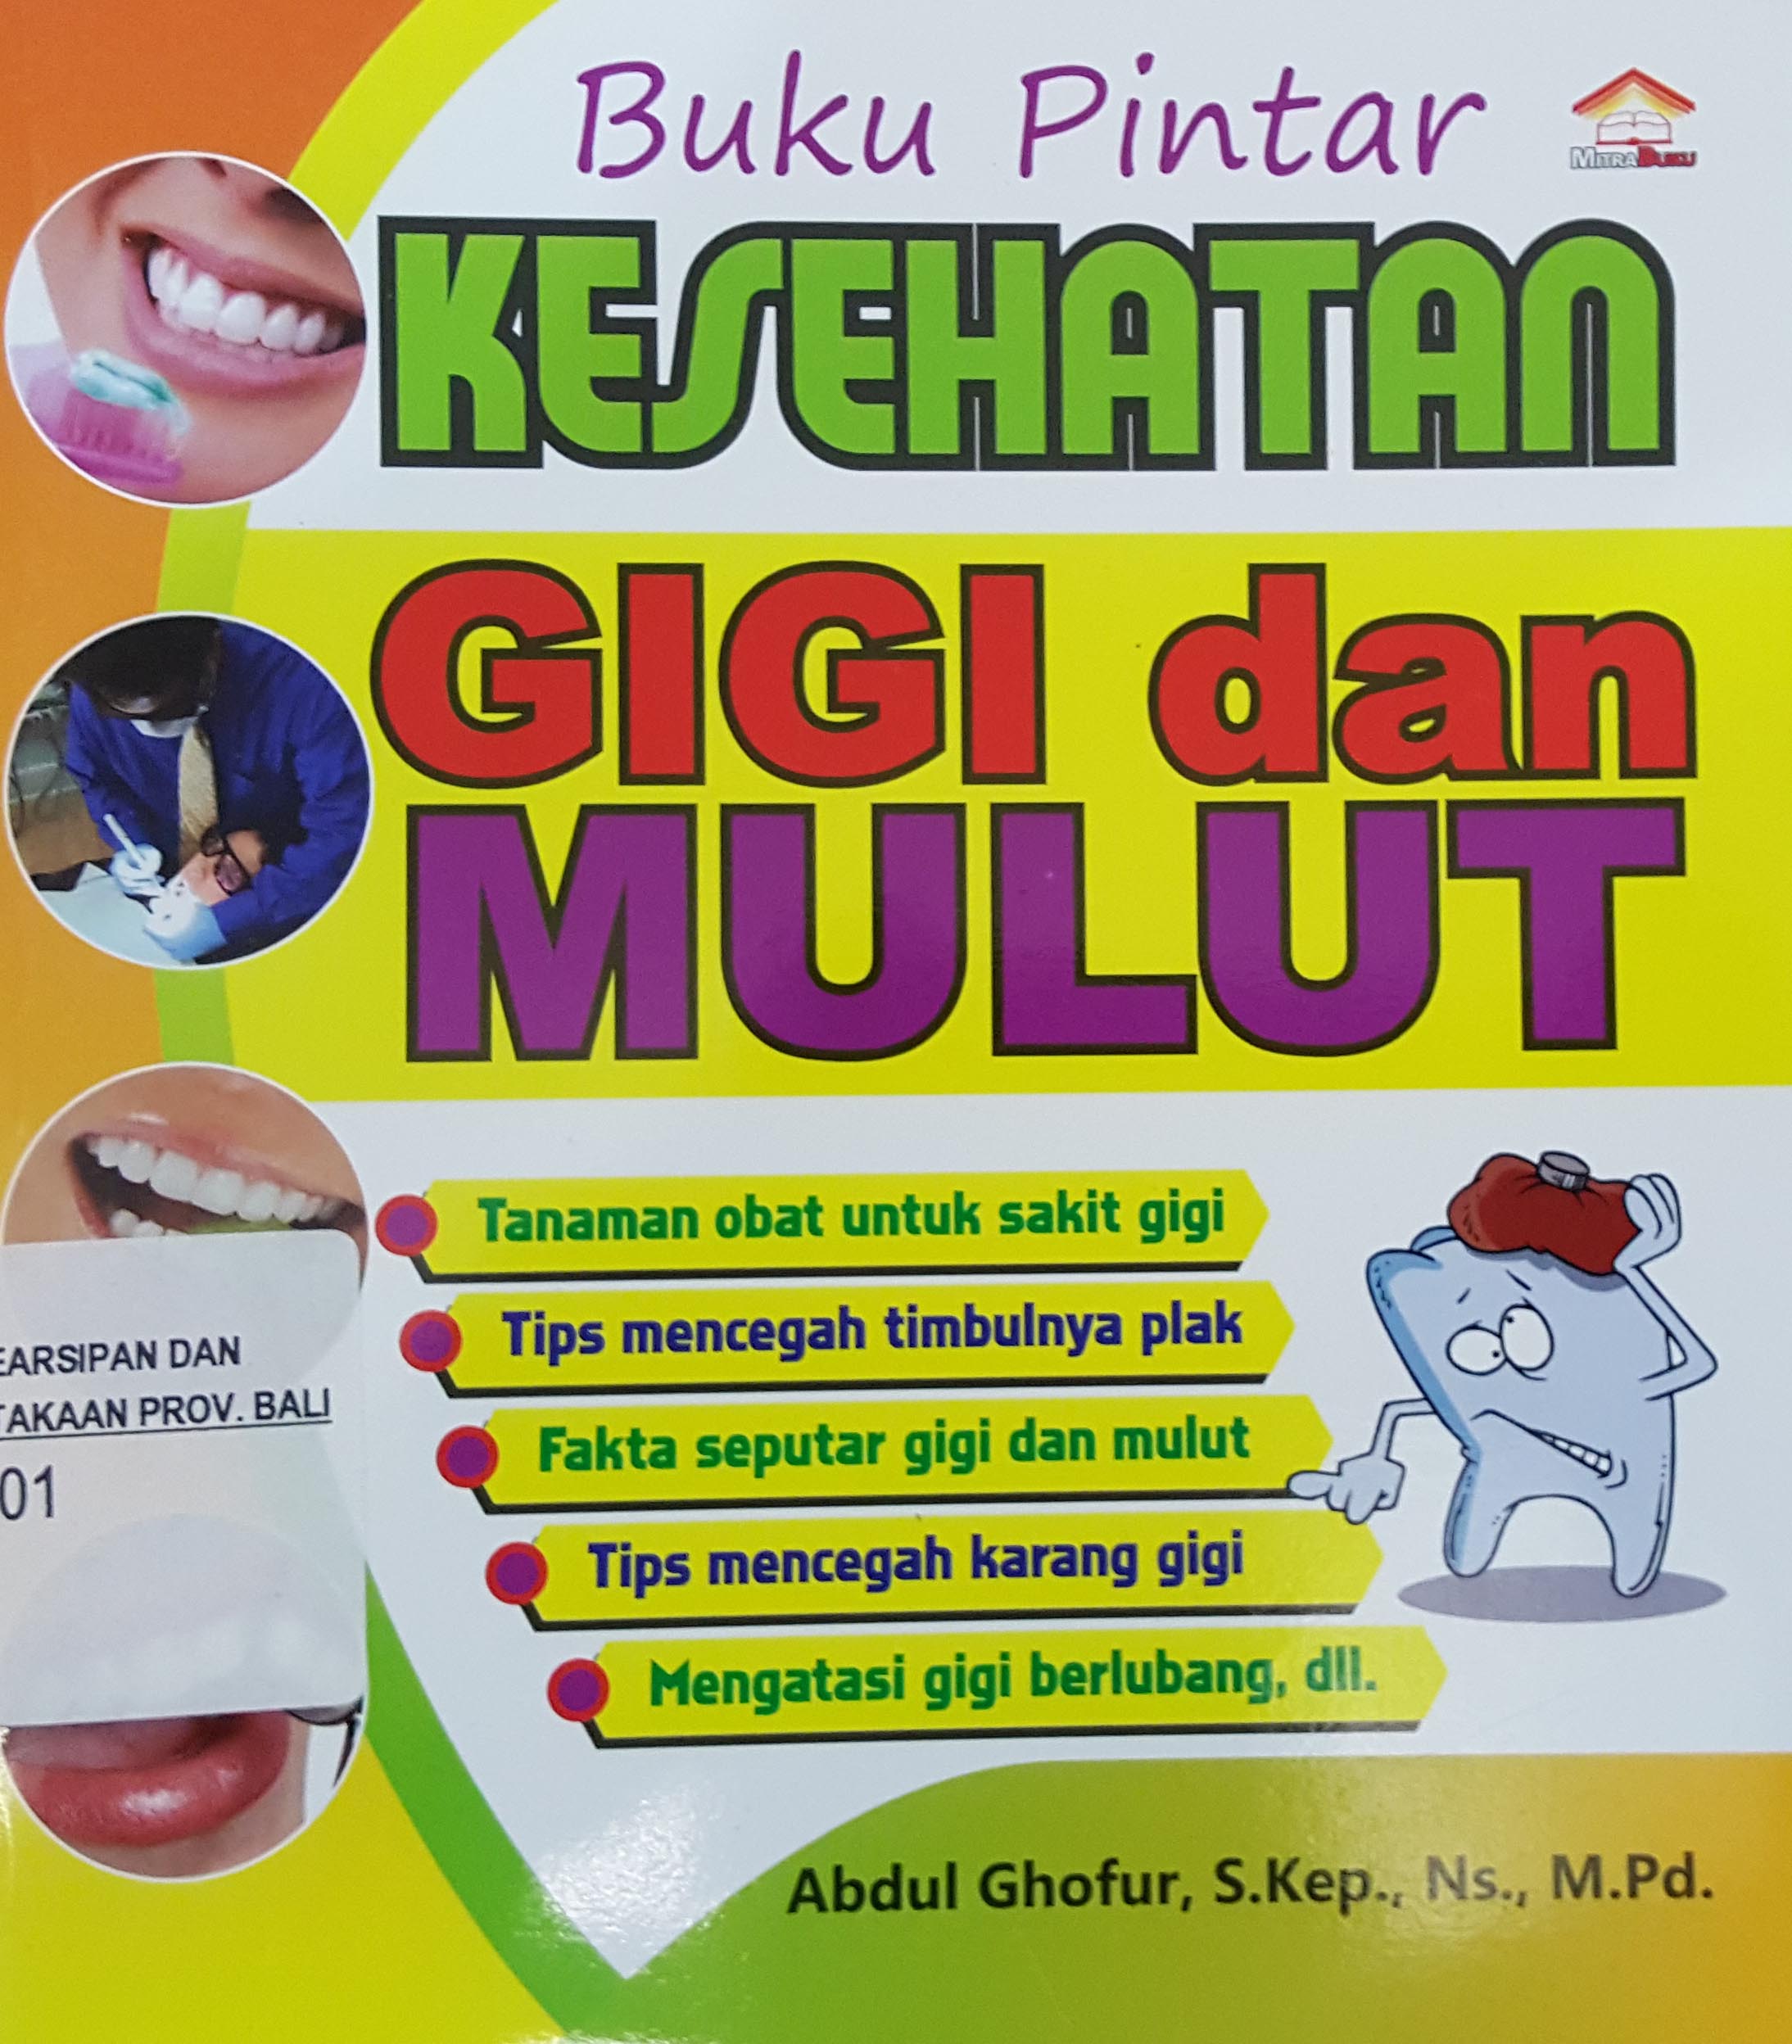 Buku Pintar
MITRABUKU
KESEHATAN
GIGI dan
MULUT
Tanaman obat untuk sakit gigi
Tips mencegah timbulnya plak
Fakta seputar gigi dan mulut
Tips mencegah karang gigi
Mengatasi gigi berlubang, dll.
EARSIPAN DAN
TAKAAN PROV. BALI
01
Abdul Ghofur, S.Kep., Ns., M.Pd.